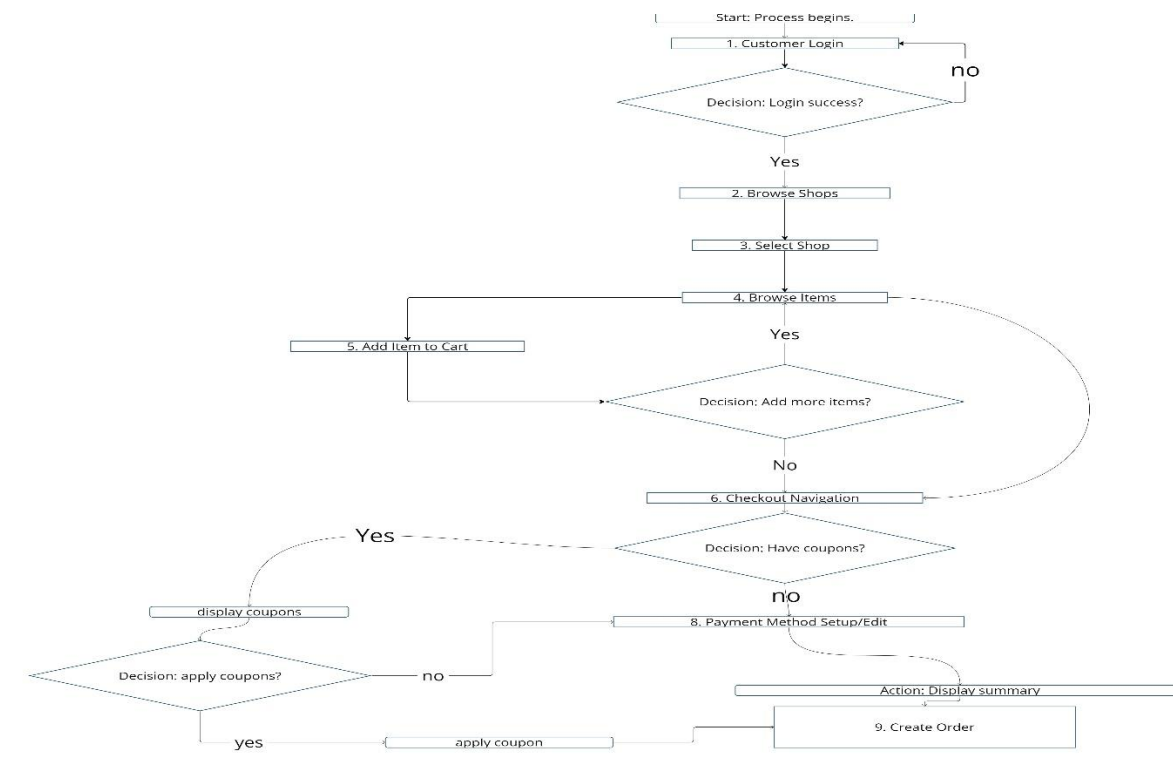 Start: Process begins.
1. Customer Login
no
Decision: Login success?
Yes
2. Browse Shops
3. Select Shop
4. Browse Items
Yes
5. Add Item to Cart
Decision: Add more items?
No
6. Checkout Navigation
Yes
Decision: Have coupons?
no
display coupons
8. Payment Method Setup/Edit
Decision: apply coupons?
no
Action: Display summary
9. Create Order
yes
apply coupon